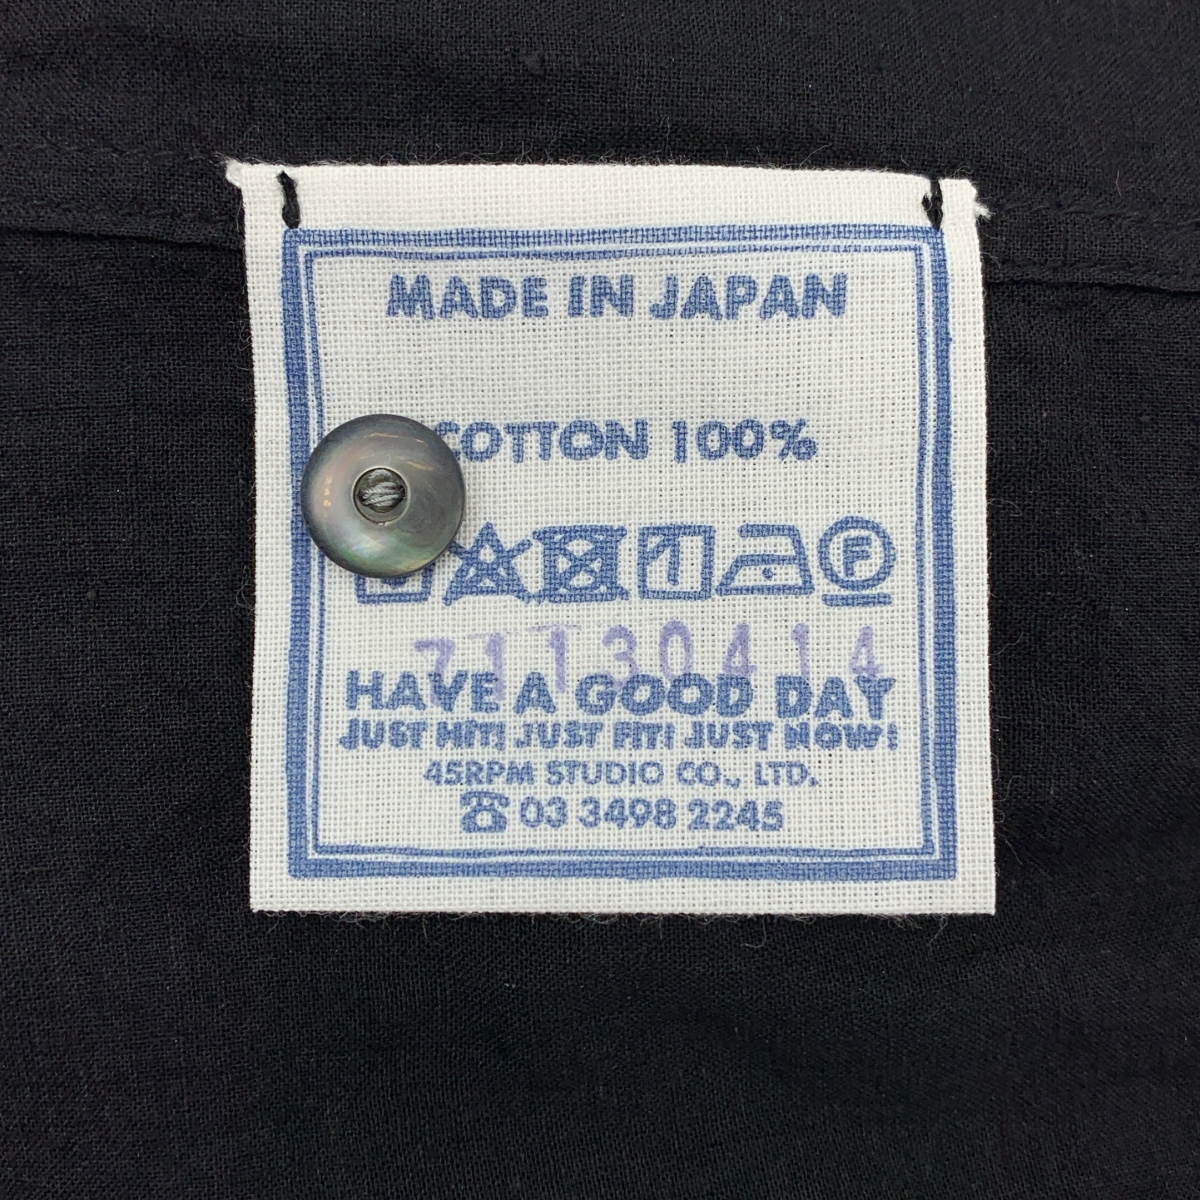 MADE IN JAPAN
COTTON 100%
F
71130414
HAVE A GOOD DAY
JUST HIT! JUST FIT! JUST NOW!
45RPM STUDIO CO., LTD.
☎ 03 3498 2245